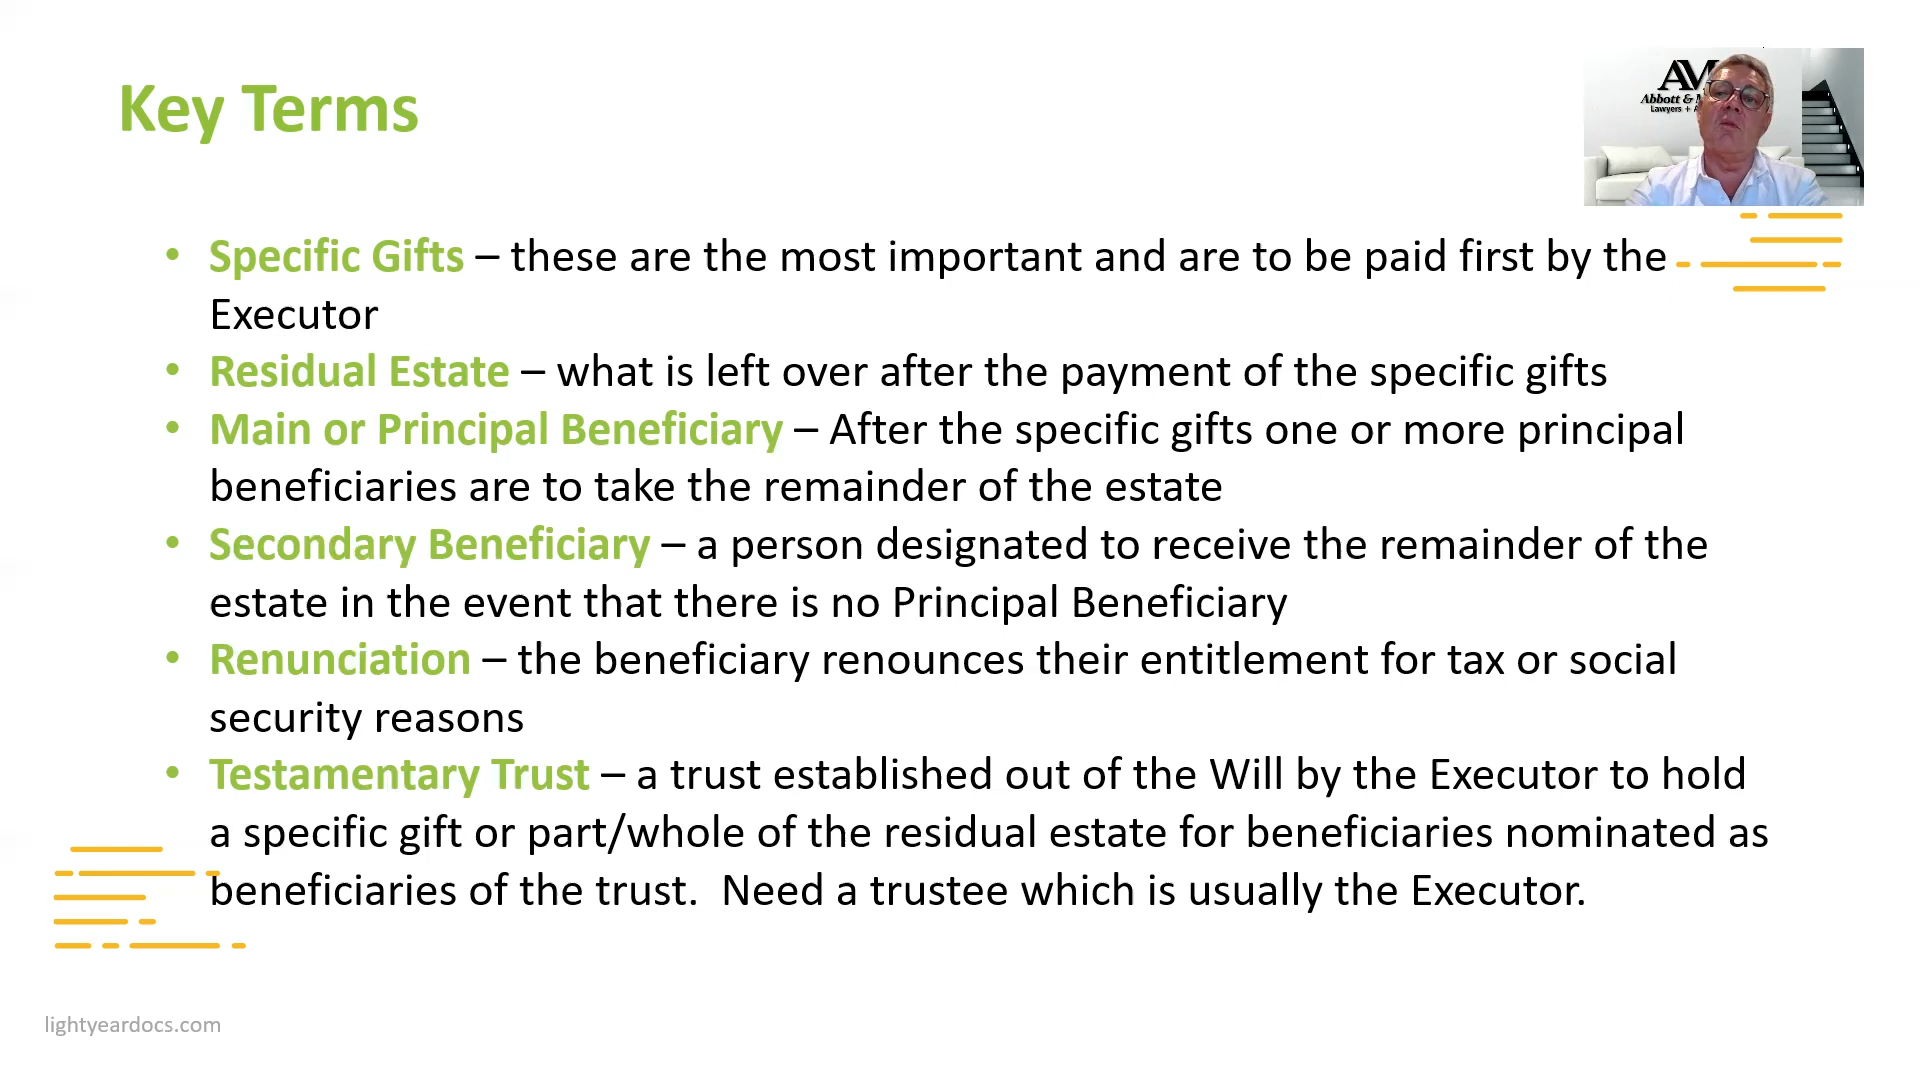 Key Terms
AV
Abbott &
Lawyers +
• Specific Gifts – these are the most important and are to be paid first by the
Executor
• Residual Estate – what is left over after the payment of the specific gifts
• Main or Principal Beneficiary – After the specific gifts one or more principal
beneficiaries are to take the remainder of the estate
• Secondary Beneficiary – a person designated to receive the remainder of the
estate in the event that there is no Principal Beneficiary
• Renunciation – the beneficiary renounces their entitlement for tax or social
security reasons
• Testamentary Trust – a trust established out of the Will by the Executor to hold
a specific gift or part/whole of the residual estate for beneficiaries nominated as
beneficiaries of the trust.  Need a trustee which is usually the Executor.
lightyeardocs.com